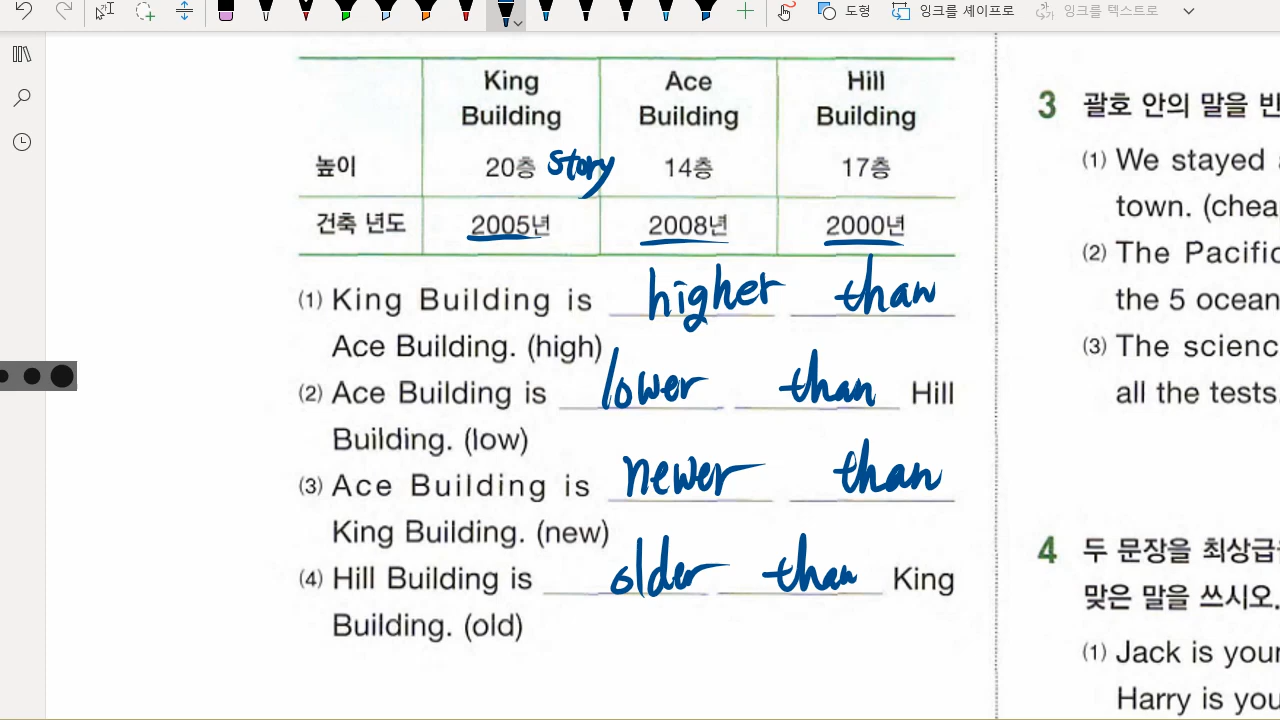 도형 잉크를 셰이프로 잉크를 텍스트로
King Building Ace Building Hill Building
높이 20층 story 14층 17층
건축 년도 2005년 2008년 2000년
(1) King Building is higher than
Ace Building. (high)
(2) Ace Building is lower than Hill
Building. (low)
(3) Ace Building is newer than
King Building. (new)
(4) Hill Building is older than King
Building. (old)
3 괄호 안의 말을
(1) We stayed
town. (chea
(2) The Pacific
the 5 ocean
(3) The scienc
all the tests.
4 두 문장을 최상급
맞은 말을 쓰시오.
(1) Jack is your
Harry is you